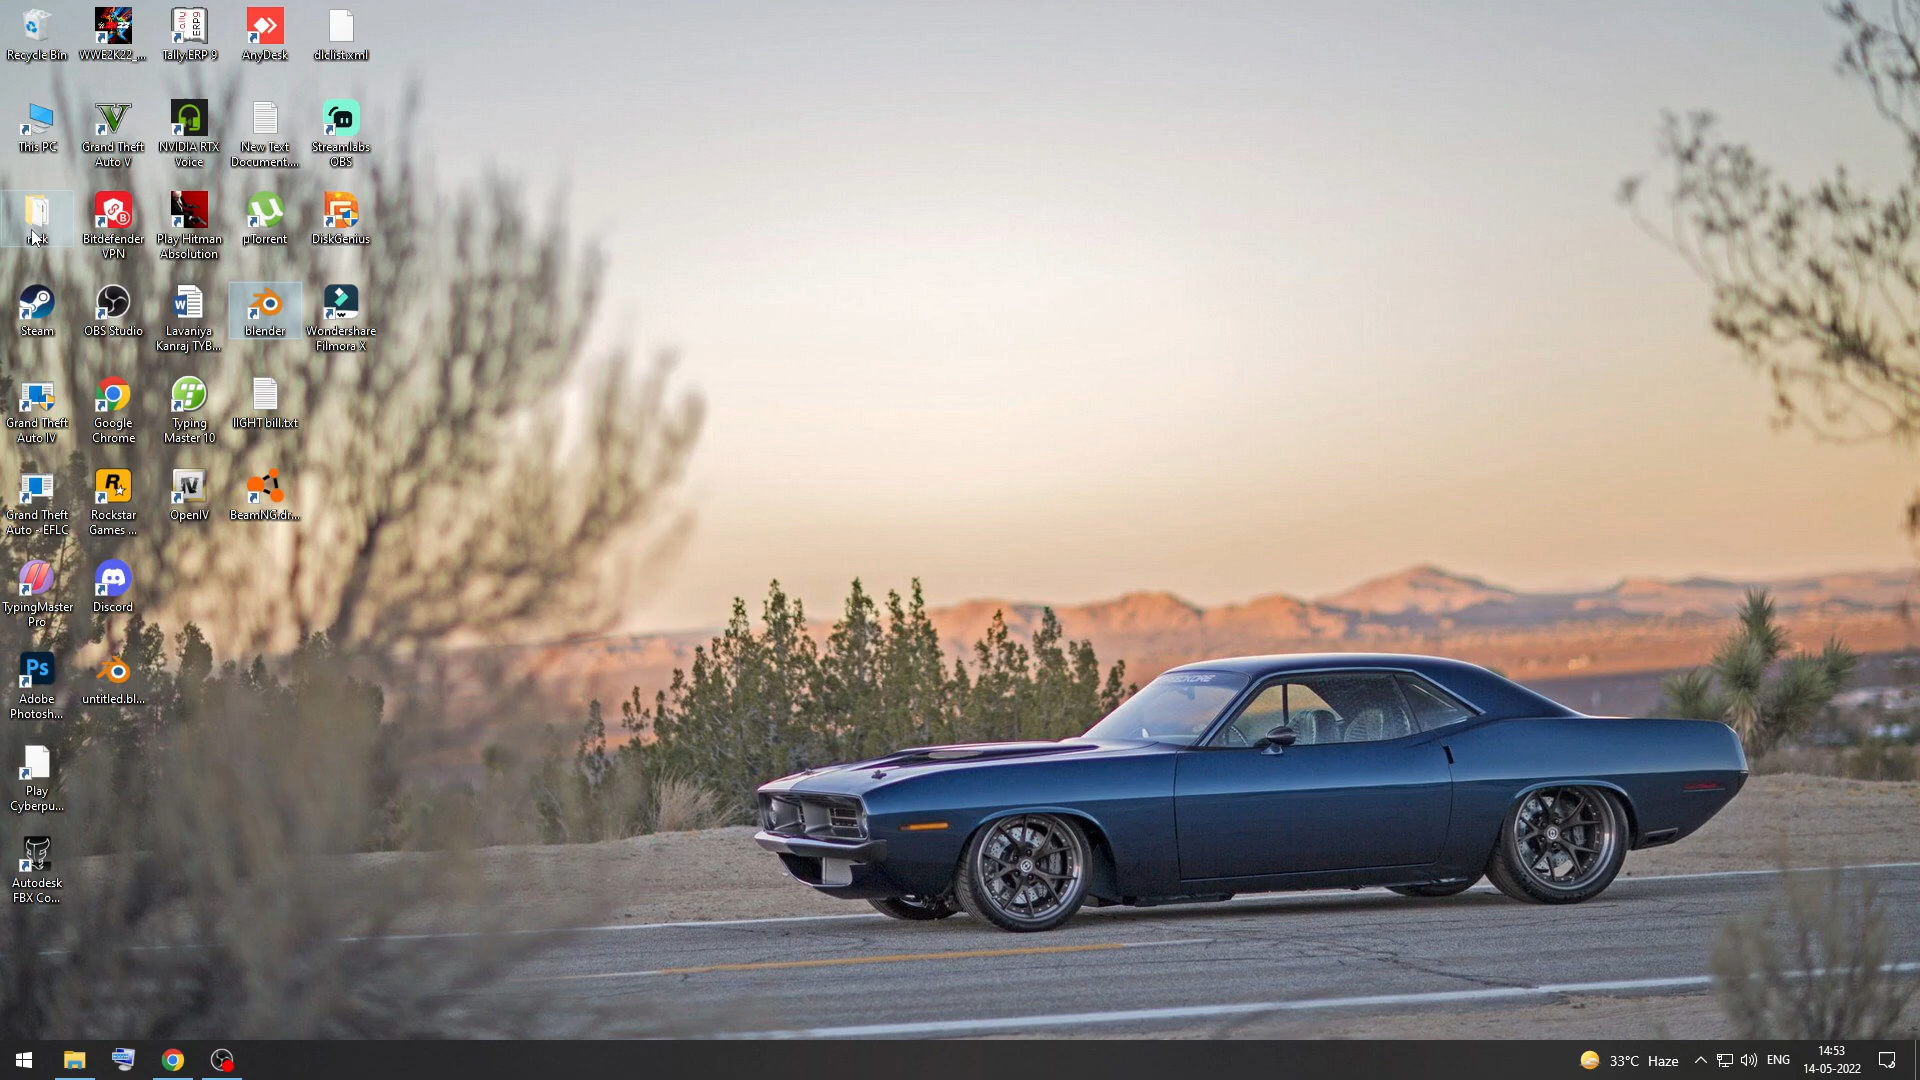 Recycle Bin
WWE2K22_...
Tally.ERP 9
AnyDesk
dlclist.xml
This PC
Grand Theft
Auto V
NVIDIA RTX
Voice
New Text
Document....
Streamlabs
OBS
Bitdefender
VPN
Play Hitman
Absolution
µTorrent
DiskGenius
Steam
OBS Studio
Lavaniya
Kanraj TYB...
blender
Wondershare
Filmora X
Grand Theft
Auto IV
Google
Chrome
Typing
Master 10
lIGHT bill.txt
Grand Theft
Auto - EFLC
Rockstar
Games ...
OpenIV
BeamNG.dr...
TypingMaster
Pro
Discord
Adobe
Photosh...
untitled.bl...
Play
Cyberpu...
Autodesk
FBX Co...
33°C Haze
ENG
14:53
14-05-2022